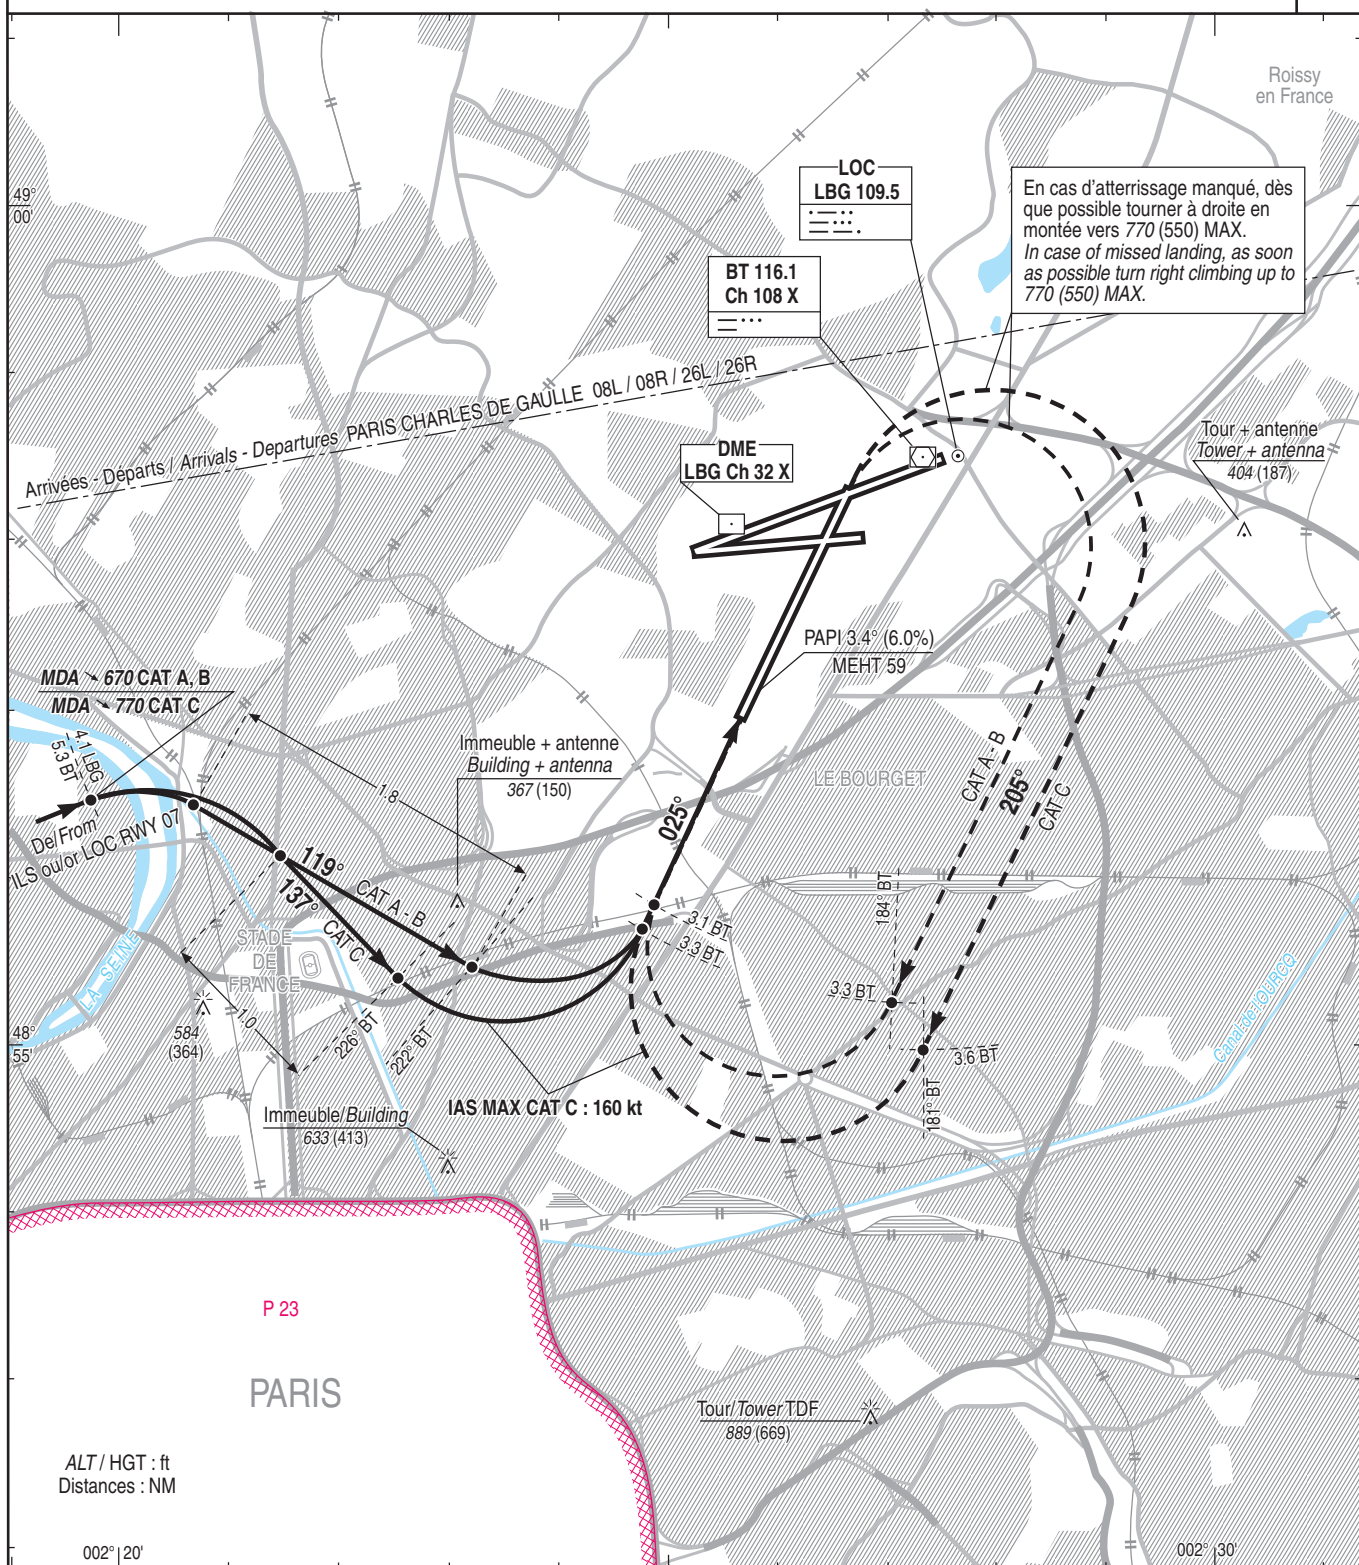 Roissy
en France
49°
00'
LOC
LBG 109.5
En cas d'atterrissage manqué, dès
que possible tourner à droite en
montée vers 770 (550) MAX.
In case of missed landing, as soon
as possible turn right climbing up to
770 (550) MAX.
BT 116.1
Ch 108 X
Arrivées - Départs / Arrivals - Departures PARIS CHARLES DE GAULLE 08L / 08R / 26L / 26R
DME
LBG Ch 32 X
Tour + antenne
Tower + antenna
404 (187)
PAPI 3.4° (6.0%)
MEHT 59
MDA 670 CAT A, B
MDA 770 CAT C
4.1 LBG
5.3 BT
Immeuble + antenne
Building + antenna
367 (150)
1.8
LE BOURGET
025°
CAT A - B
205°
CAT C
De/From
ILS ou/or LOC RWY 07
119° CAT A - B
137° CAT C
184° BT
3.1 BT
3.3 BT
STADE
DE
FRANCE
LA SEINE
3.3 BT
Canal de l'OURCQ
584
(364)
1.0
48°
55'
226° BT
222° BT
3.6 BT
181° BT
IAS MAX CAT C : 160 kt
Immeuble/Building
633 (413)
P 23
PARIS
Tour/Tower TDF
889 (669)
ALT / HGT : ft
Distances : NM
002° 20'
002° 30'